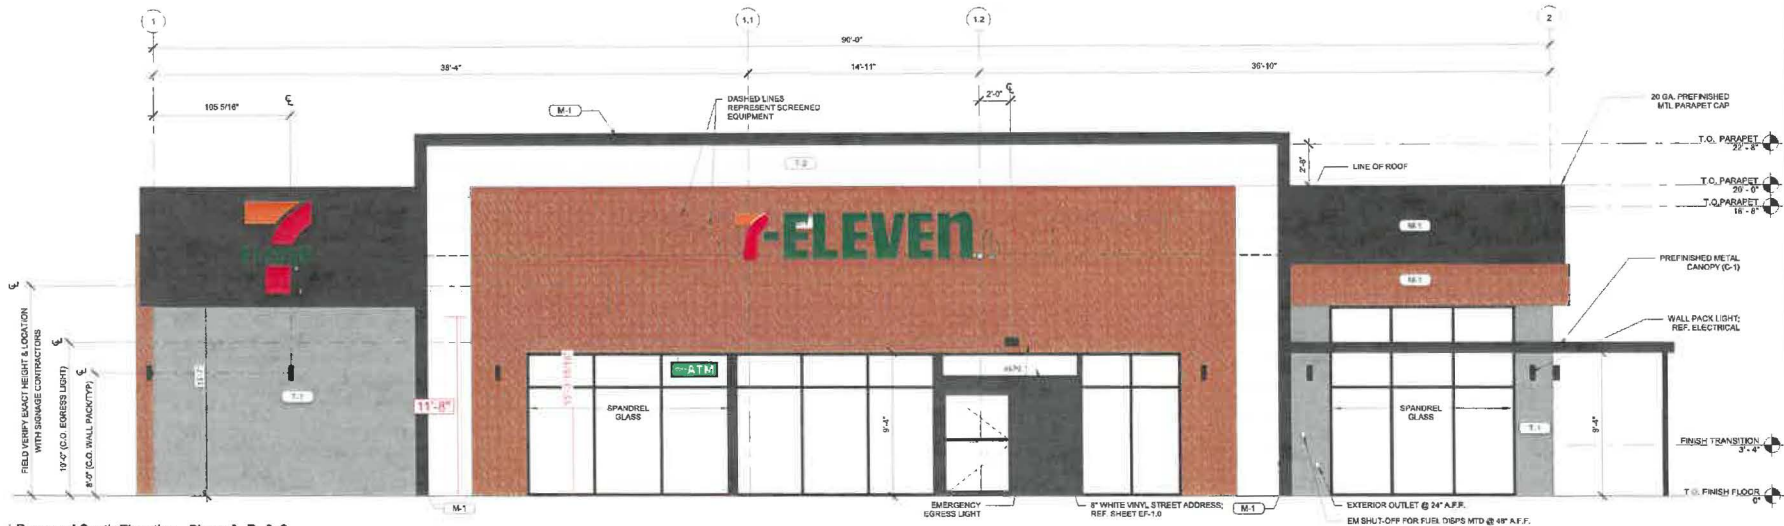 1
1.1
1.2
2
90'-0"
38'-4"
14'-11"
36'-10"
105 5/16"
2'-0"
M-1
DASHED LINES
REPRESENT SCREENED
EQUIPMENT
T-2
20 GA. PREFINISHED
MTL PARAPET CAP
T.O. PARAPET
22'-8"
2'-8"
LINE OF ROOF
T.O. PARAPET
20'-0"
T.O. PARAPET
M-1
7-ELEVEN
M-1
PREFINISHED METAL
CANOPY (C-1)
WALL PACK LIGHT;
REF. ELECTRICAL
FIELD VERIFY EXACT HEIGHT & LOCATION
WITH SIGNAGE CONTRACTORS
10'-0" (C.O. EGRESS LIGHT)
8'-0" (C.O. WALL PACK/TYP)
ATM
11'-8"
SPANDREL
GLASS
9'-4"
SPANDREL
GLASS
T-1
9'-4"
FINISH TRANSITION
3'-4"
T.O. FINISH FLOOR
0"
M-1
EMERGENCY
EGRESS LIGHT
8" WHITE VINYL STREET ADDRESS;
REF. SHEET EF-1.0
M-1
EXTERIOR OUTLET @ 24" A.F.F.
EM SHUT-OFF FOR FUEL DISPS MTD @ 48" A.F.F.